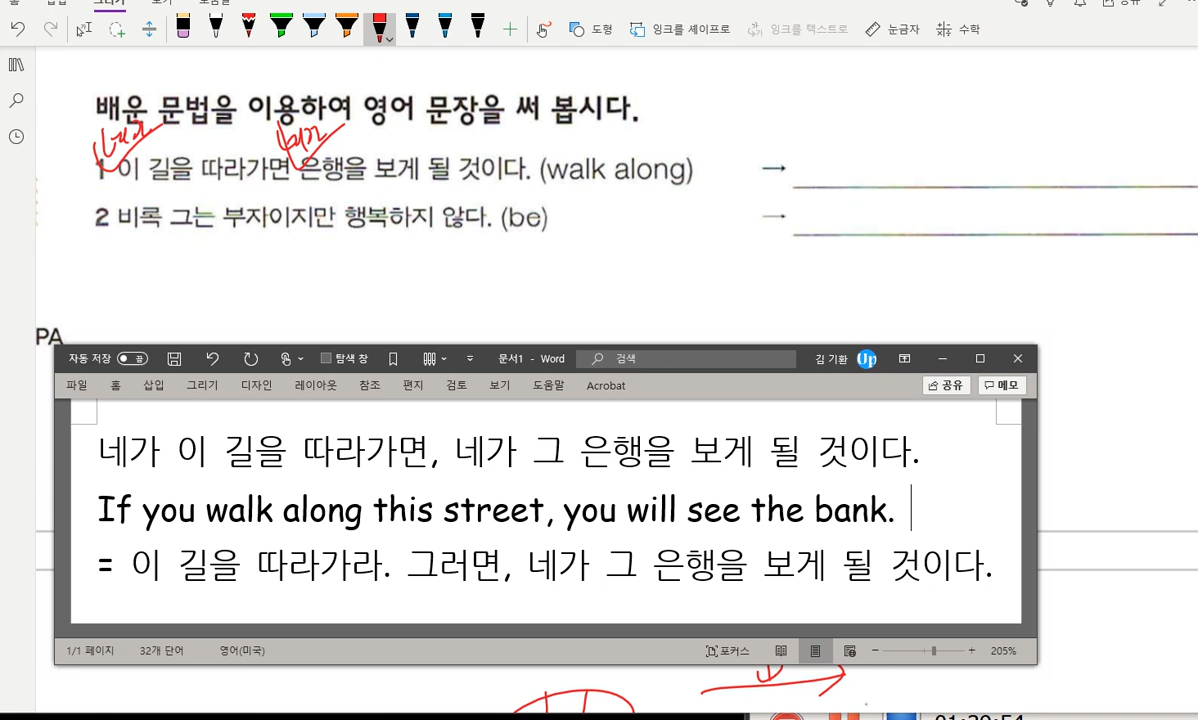 도형
잉크를 셰이프로
잉크를 텍스트로
눈금자
수학
배운 문법을 이용하여 영어 문장을 써 봅시다.
네가
네가
1 이 길을 따라가면 은행을 보게 될 것이다. (walk along) →
2 비록 그는 부자이지만 행복하지 않다. (be) →
PA
자동 저장 끔 탐색 창 문서1 - Word 검색 김 기환 Up
파일 홈 삽입 그리기 디자인 레이아웃 참조 편지 검토 보기 도움말 Acrobat 공유 메모
네가 이 길을 따라가면, 네가 그 은행을 보게 될 것이다.
If you walk along this street, you will see the bank.
= 이 길을 따라가라. 그러면, 네가 그 은행을 보게 될 것이다.
1/1 페이지 32개 단어 영어(미국) 포커스 205%